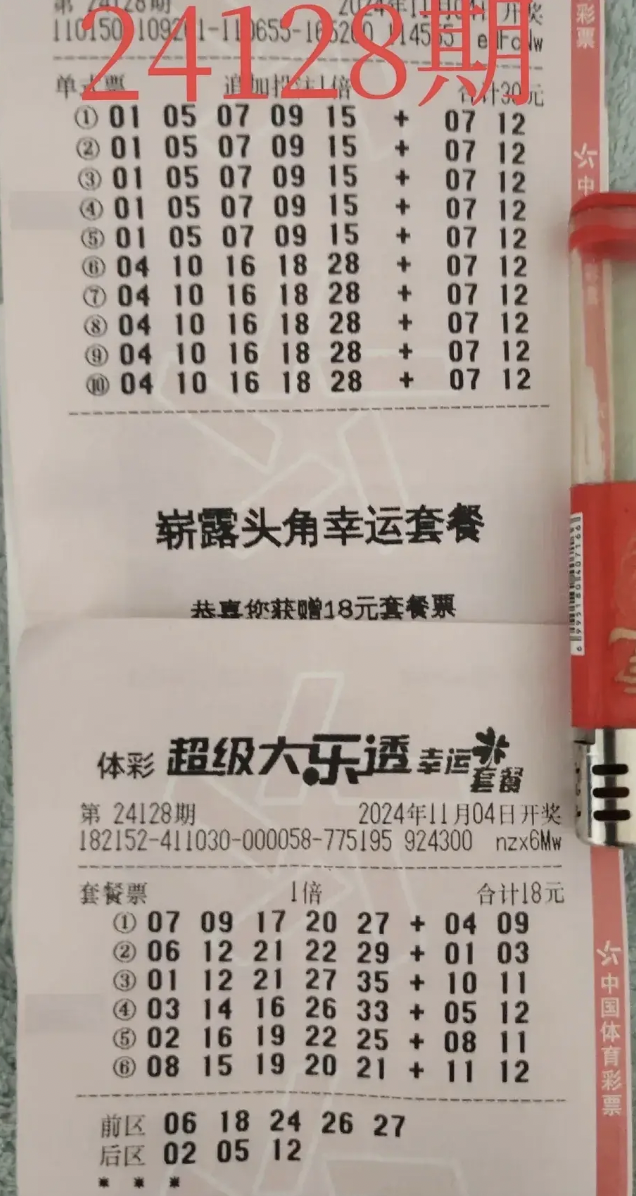 24128期
第 24128期 2024年11月04日开奖
单式票 追加投注1倍 合计30元
① 01 05 07 09 15 + 07 12
② 01 05 07 09 15 + 07 12
③ 01 05 07 09 15 + 07 12
④ 01 05 07 09 15 + 07 12
⑤ 01 05 07 09 15 + 07 12
⑥ 04 10 16 18 28 + 07 12
⑦ 04 10 16 18 28 + 07 12
⑧ 04 10 16 18 28 + 07 12
⑨ 04 10 16 18 28 + 07 12
⑩ 04 10 16 18 28 + 07 12
崭露头角幸运套餐
恭喜您获赠18元套餐票
体彩 超级大乐透 幸运套餐
第 24128期 2024年11月04日开奖
182152-411030-000058-775195 924300 nzx6Mw
套餐票 1倍 合计18元
① 07 09 17 20 27 + 04 09
② 06 12 21 22 29 + 01 03
③ 01 12 21 27 35 + 10 11
④ 03 14 16 26 33 + 05 12
⑤ 02 16 19 22 25 + 08 11
⑥ 08 15 19 20 21 + 11 12
前区 06 18 24 26 27
后区 02 05 12
* * *
彩票
中
中国体育彩票